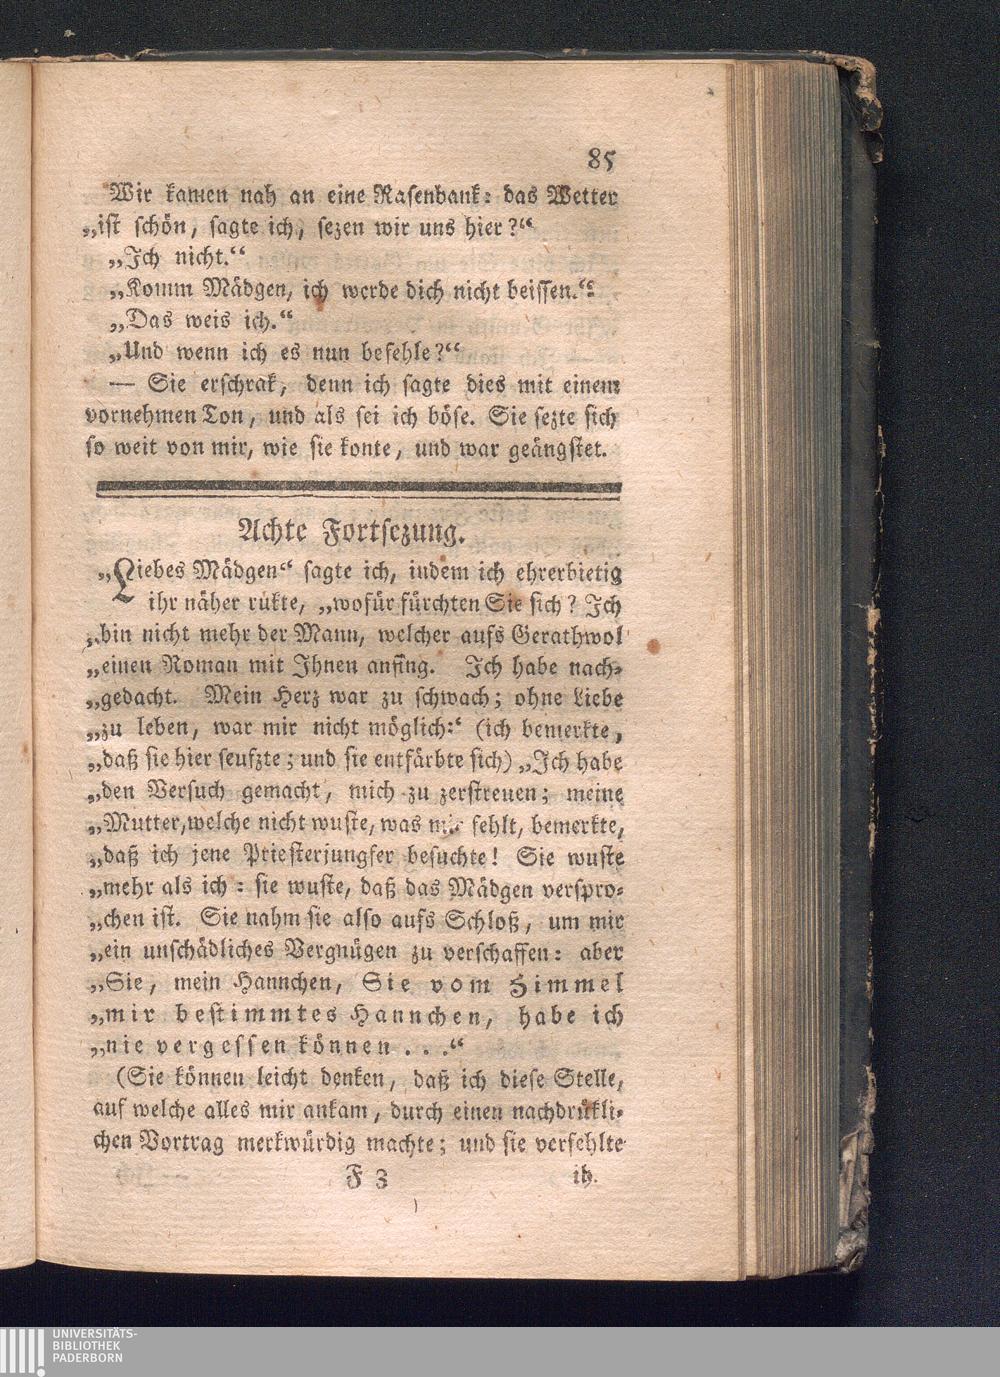 85
Wir kamen nah an eine Rasenbank: das Wetter
„ist schön, sagte ich, sezen wir uns hier?“
„Ich nicht.“
„Komm Mädgen, ich werde dich nicht beissen.“
„Das weis ich.“
„Und wenn ich es nun befehle?“
— Sie erschrak, denn ich sagte dies mit einem
vornehmen Ton, und als sei ich böse. Sie sezte sich
so weit von mir, wie sie konte, und war geängstet.
Achte Fortsezung.
„Liebes Mädgen“ sagte ich, indem ich ehrerbietig
ihr näher rükte, „wofür fürchten Sie sich? Ich
„bin nicht mehr der Mann, welcher aufs Gerathwol
„einen Roman mit Ihnen anfing. Ich habe nach-
„gedacht. Mein Herz war zu schwach; ohne Liebe
„zu leben, war mir nicht möglich:‘ (ich bemerkte,
„daß sie hier seufzte; und sie entfärbte sich) „Ich habe
„den Versuch gemacht, mich zu zerstreuen; meine
„Mutter, welche nicht wuste, was mir fehlt, bemerkte,
„daß ich jene Priesterjungfer besuchte! Sie wuste
„mehr als ich: sie wuste, daß das Mädgen verspro-
„chen ist. Sie nahm sie also aufs Schloß, um mir
„ein unschädliches Vergnügen zu verschaffen: aber
„Sie, mein Hannchen, Sie vom Himmel
„mir bestimmtes Hannchen, habe ich
„nie vergessen können . . .“
(Sie können leicht denken, daß ich diese Stelle,
auf welche alles mir ankam, durch einen nachdrükli-
chen Vortrag merkwürdig machte; und sie verfehlte
F 3 ih.
UNIVERSITÄTS-
BIBLIOTHEK
PADERBORN